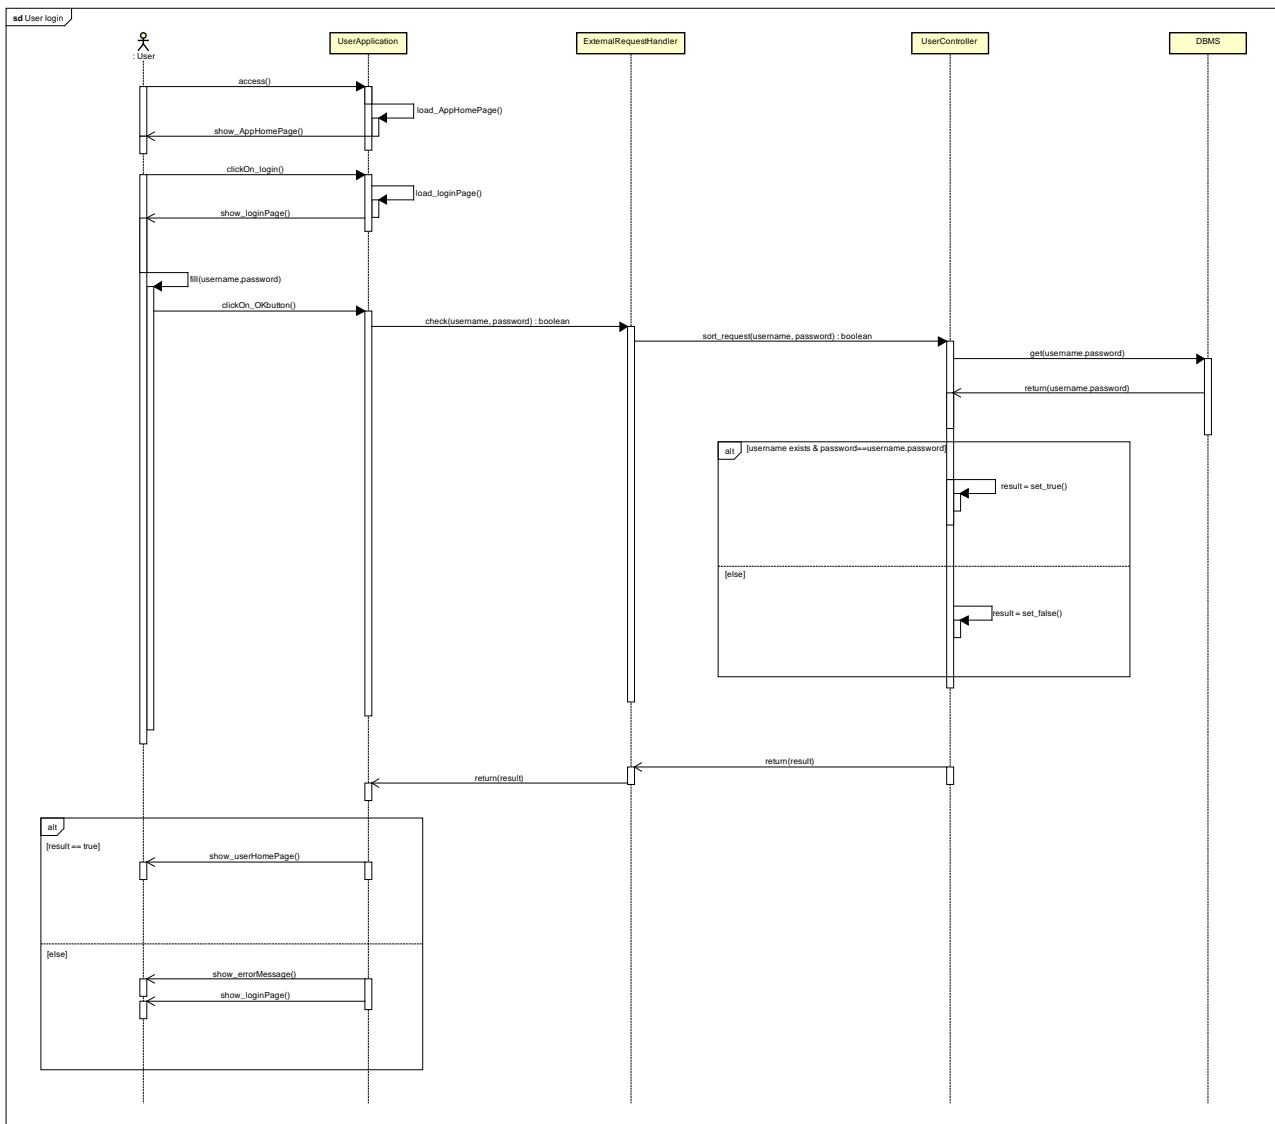 sd User login
: User
UserApplication
ExternalRequestHandler
UserController
DBMS
access()
load_AppHomePage()
show_AppHomePage()
clickOn_login()
load_loginPage()
show_loginPage()
fill(username,password)
clickOn_OKbutton()
check(username, password) : boolean
sort_request(username, password) : boolean
get(username.password)
return(username.password)
alt [username exists & password==username.password]
result = set_true()
[else]
result = set_false()
return(result)
return(result)
alt
[result == true]
show_userHomePage()
[else]
show_errorMessage()
show_loginPage()